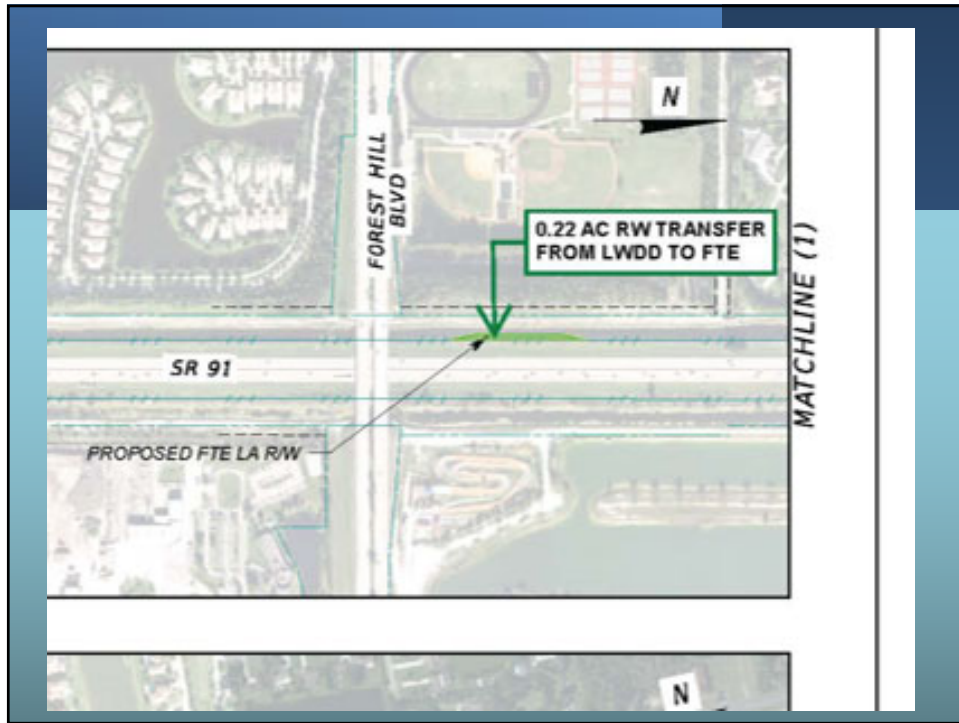 N
FOREST HILL
BLVD
0.22 AC RW TRANSFER
FROM LWDD TO FTE
MATCHLINE (1)
SR 91
PROPOSED FTE LA R/W
N